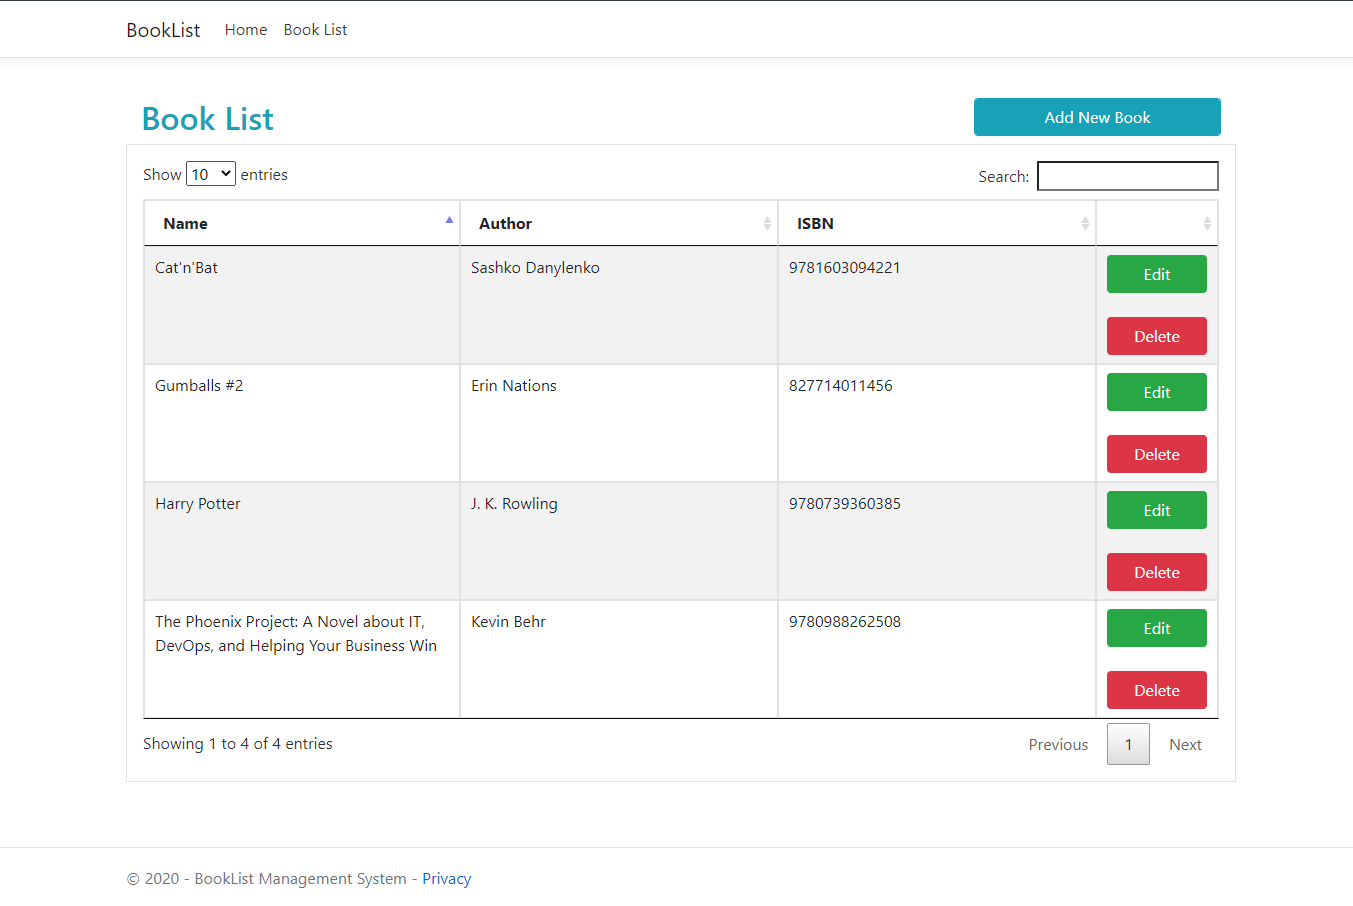 BookList Home Book List
Book List Add New Book
Show 10 entries Search:
Name Author ISBN
Cat'n'Bat Sashko Danylenko 9781603094221 Edit
Delete
Gumballs #2 Erin Nations 827714011456 Edit
Delete
Harry Potter J. K. Rowling 9780739360385 Edit
Delete
The Phoenix Project: A Novel about IT, Kevin Behr 9780988262508 Edit
DevOps, and Helping Your Business Win
Delete
Showing 1 to 4 of 4 entries Previous 1 Next
© 2020 - BookList Management System - Privacy